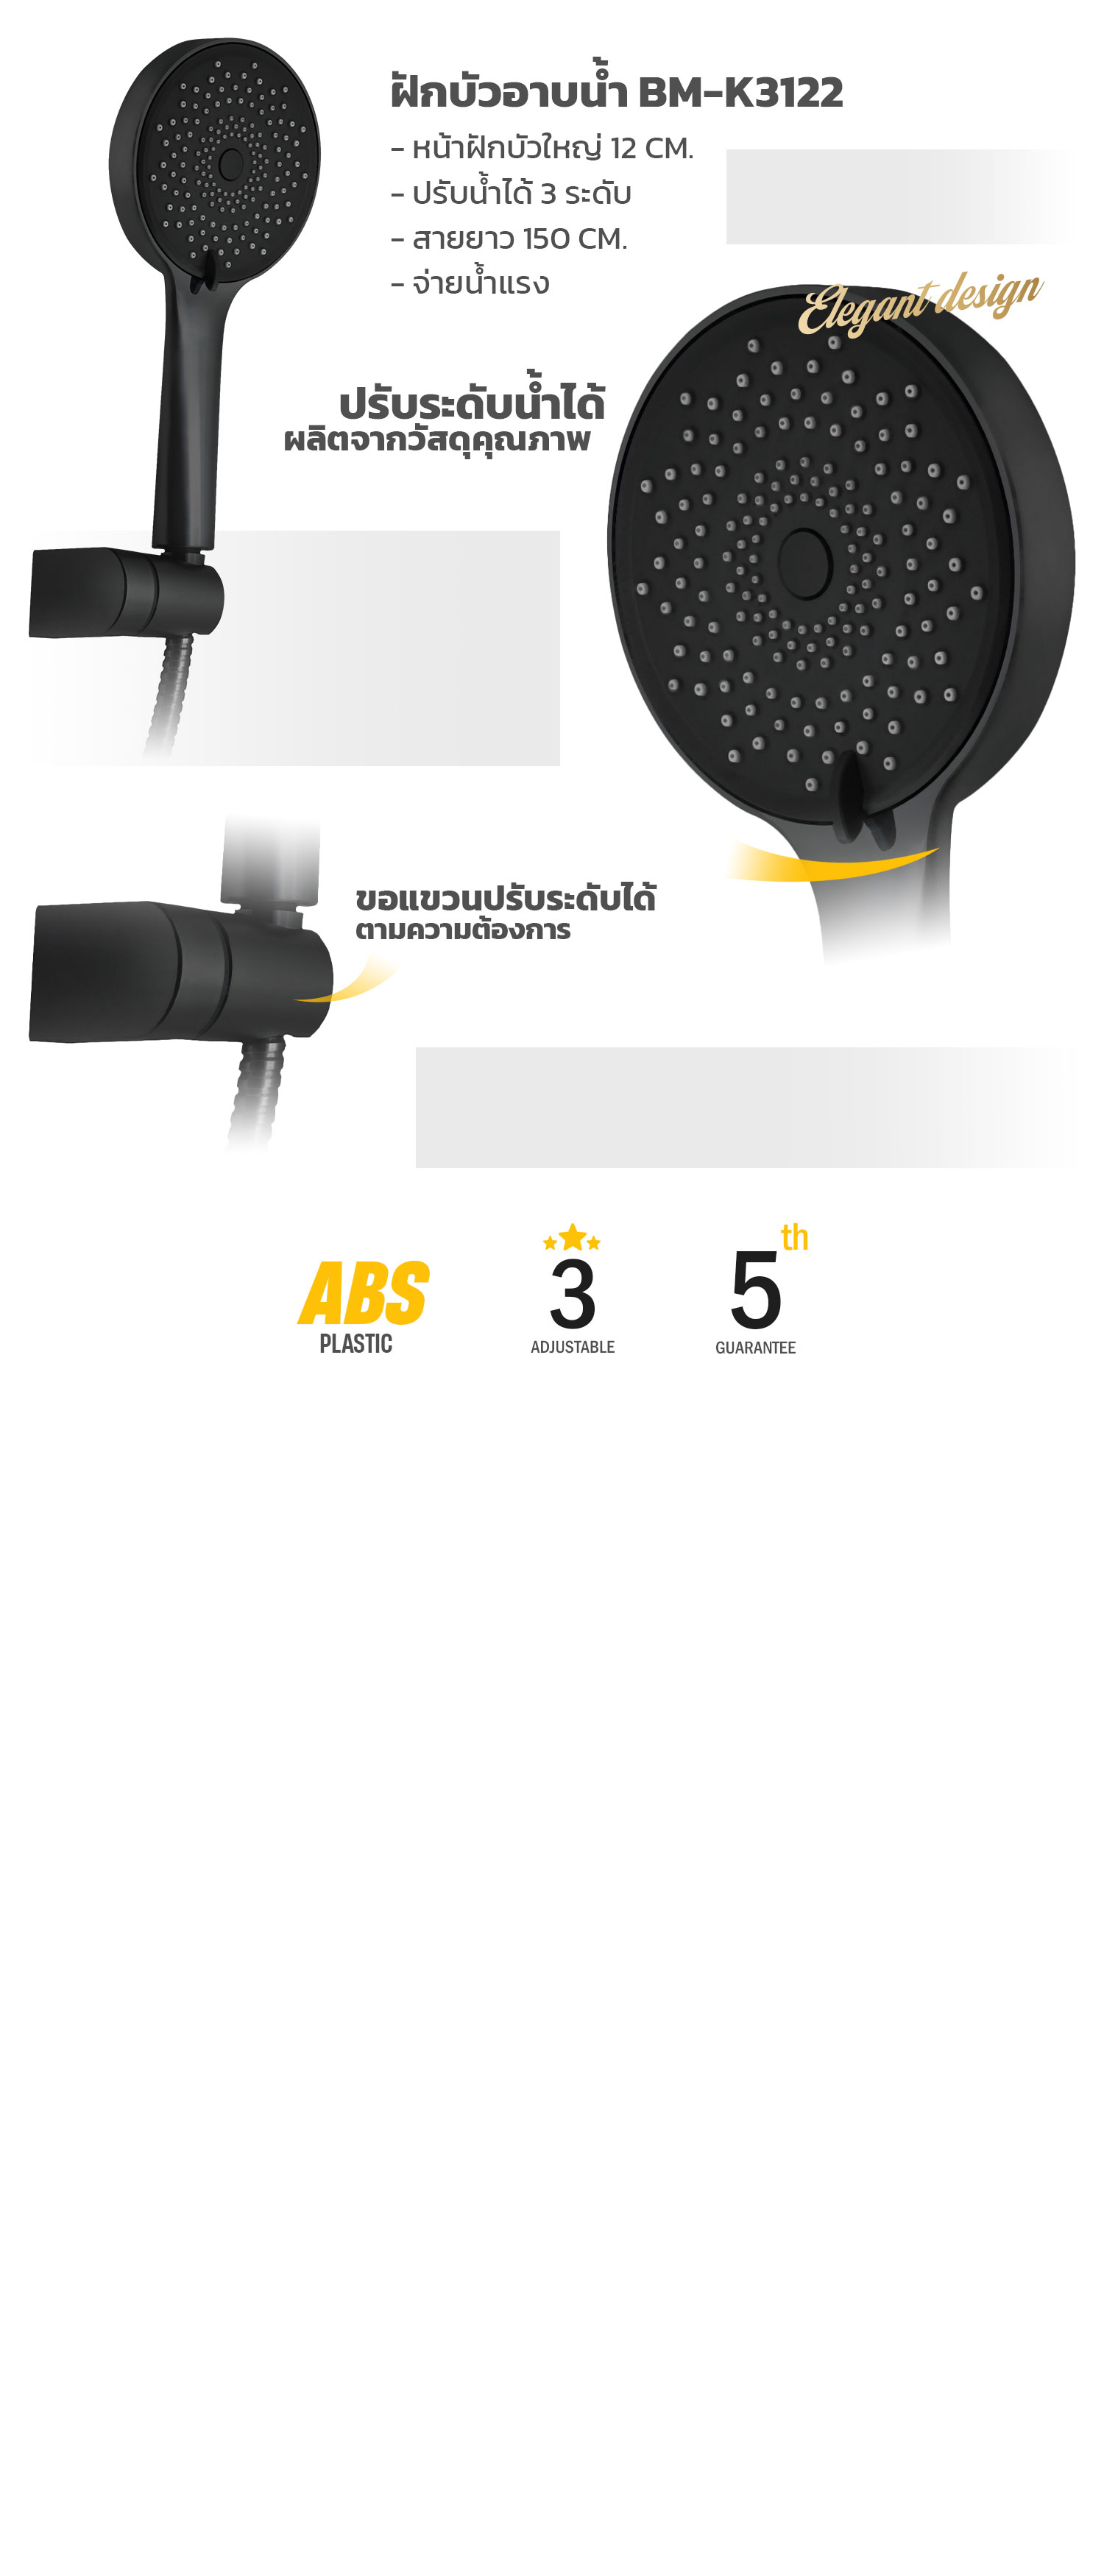 ฝักบัวอาบน้ำ BM-K3122
- หน้าฝักบัวใหญ่ 12 CM.
- ปรับน้ำได้ 3 ระดับ
- สายยาว 150 CM.
- จ่ายน้ำแรง
Elegant design
ปรับระดับน้ำได้
ผลิตจากวัสดุคุณภาพ
ขอแขวนปรับระดับได้
ตามความต้องการ
ABS
PLASTIC
3
ADJUSTABLE
5th
GUARANTEE